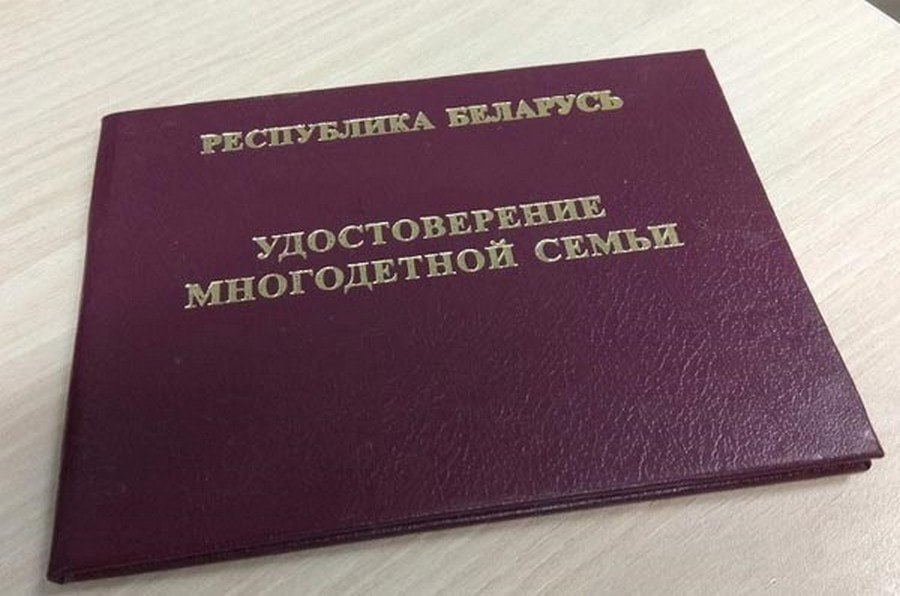 РЕСПУБЛИКА БЕЛАРУСЬ
УДОСТОВЕРЕНИЕ
МНОГОДЕТНОЙ СЕМЬИ